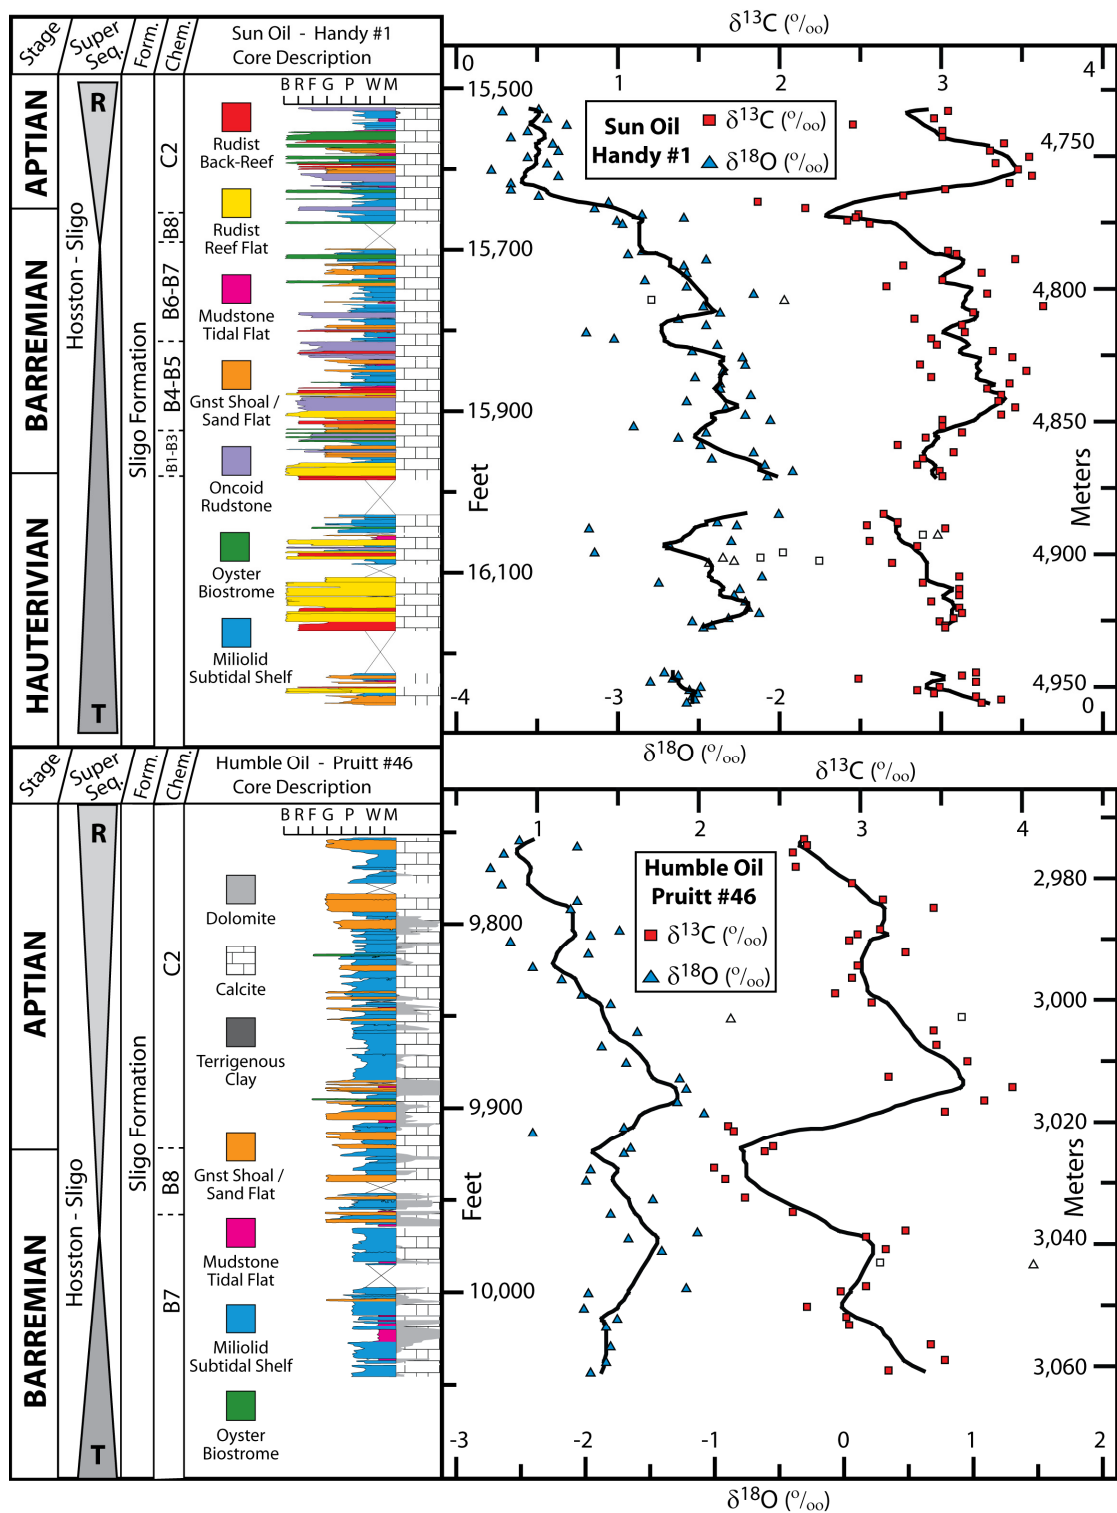 δ13C (o/oo)
Stage
Super Seq.
Form.
Chem.
Sun Oil - Handy #1
Core Description
0
1
2
3
4
B R F G P W M
15,500
15,700
15,900
16,100
Feet
4,750
4,800
4,850
4,900
4,950
Meters
Sun Oil
Handy #1
δ13C (o/oo)
δ18O (o/oo)
APTIAN
BARREMIAN
HAUTERIVIAN
R
T
Hosston - Sligo
Sligo Formation
C2
B8
B6-B7
B4-B5
B1-B3
Rudist
Back-Reef
Rudist
Reef Flat
Mudstone
Tidal Flat
Gnst Shoal /
Sand Flat
Oncoid
Rudstone
Oyster
Biostrome
Miliolid
Subtidal Shelf
-4
-3
-2
0
δ18O (o/oo)
δ13C (o/oo)
Stage
Super Seq.
Form.
Chem.
Humble Oil - Pruitt #46
Core Description
1
2
3
4
B R F G P W M
9,800
9,900
10,000
Feet
2,980
3,000
3,020
3,040
3,060
Meters
Humble Oil
Pruitt #46
δ13C (o/oo)
δ18O (o/oo)
APTIAN
BARREMIAN
R
T
Hosston - Sligo
Sligo Formation
C2
B8
B7
Dolomite
Calcite
Terrigenous
Clay
Gnst Shoal /
Sand Flat
Mudstone
Tidal Flat
Miliolid
Subtidal Shelf
Oyster
Biostrome
-3
-2
-1
0
1
2
δ18O (o/oo)